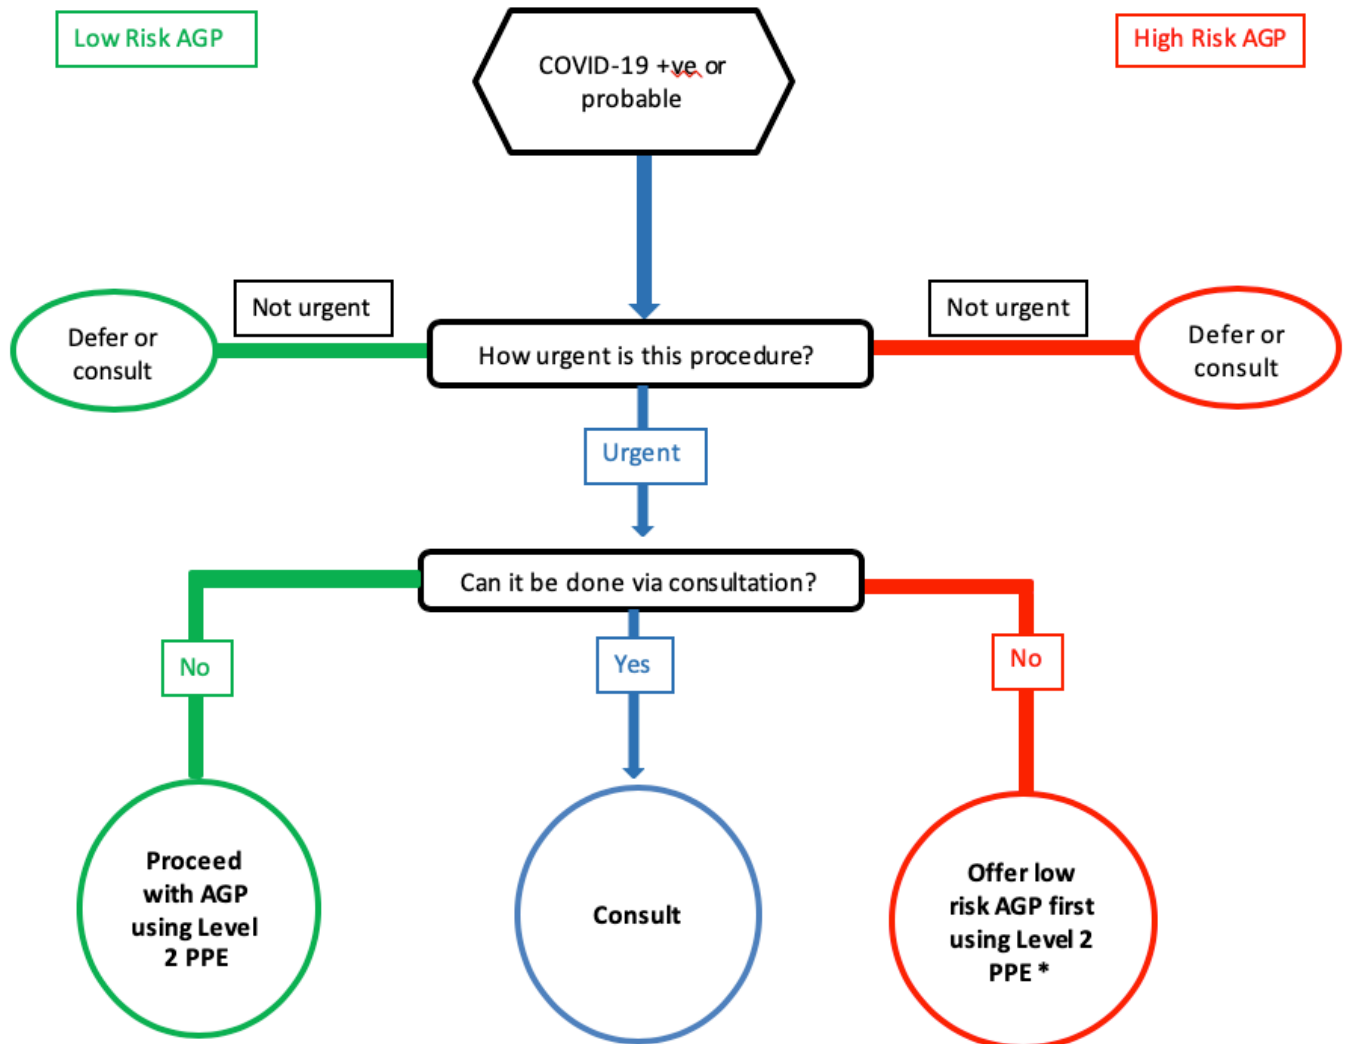 Low Risk AGP
COVID-19 +ve or
probable
High Risk AGP
Not urgent
Not urgent
Defer or
consult
How urgent is this procedure?
Defer or
consult
Urgent
Can it be done via consultation?
No
Yes
No
Proceed
with AGP
using Level
2 PPE
Consult
Offer low
risk AGP first
using Level 2
PPE *